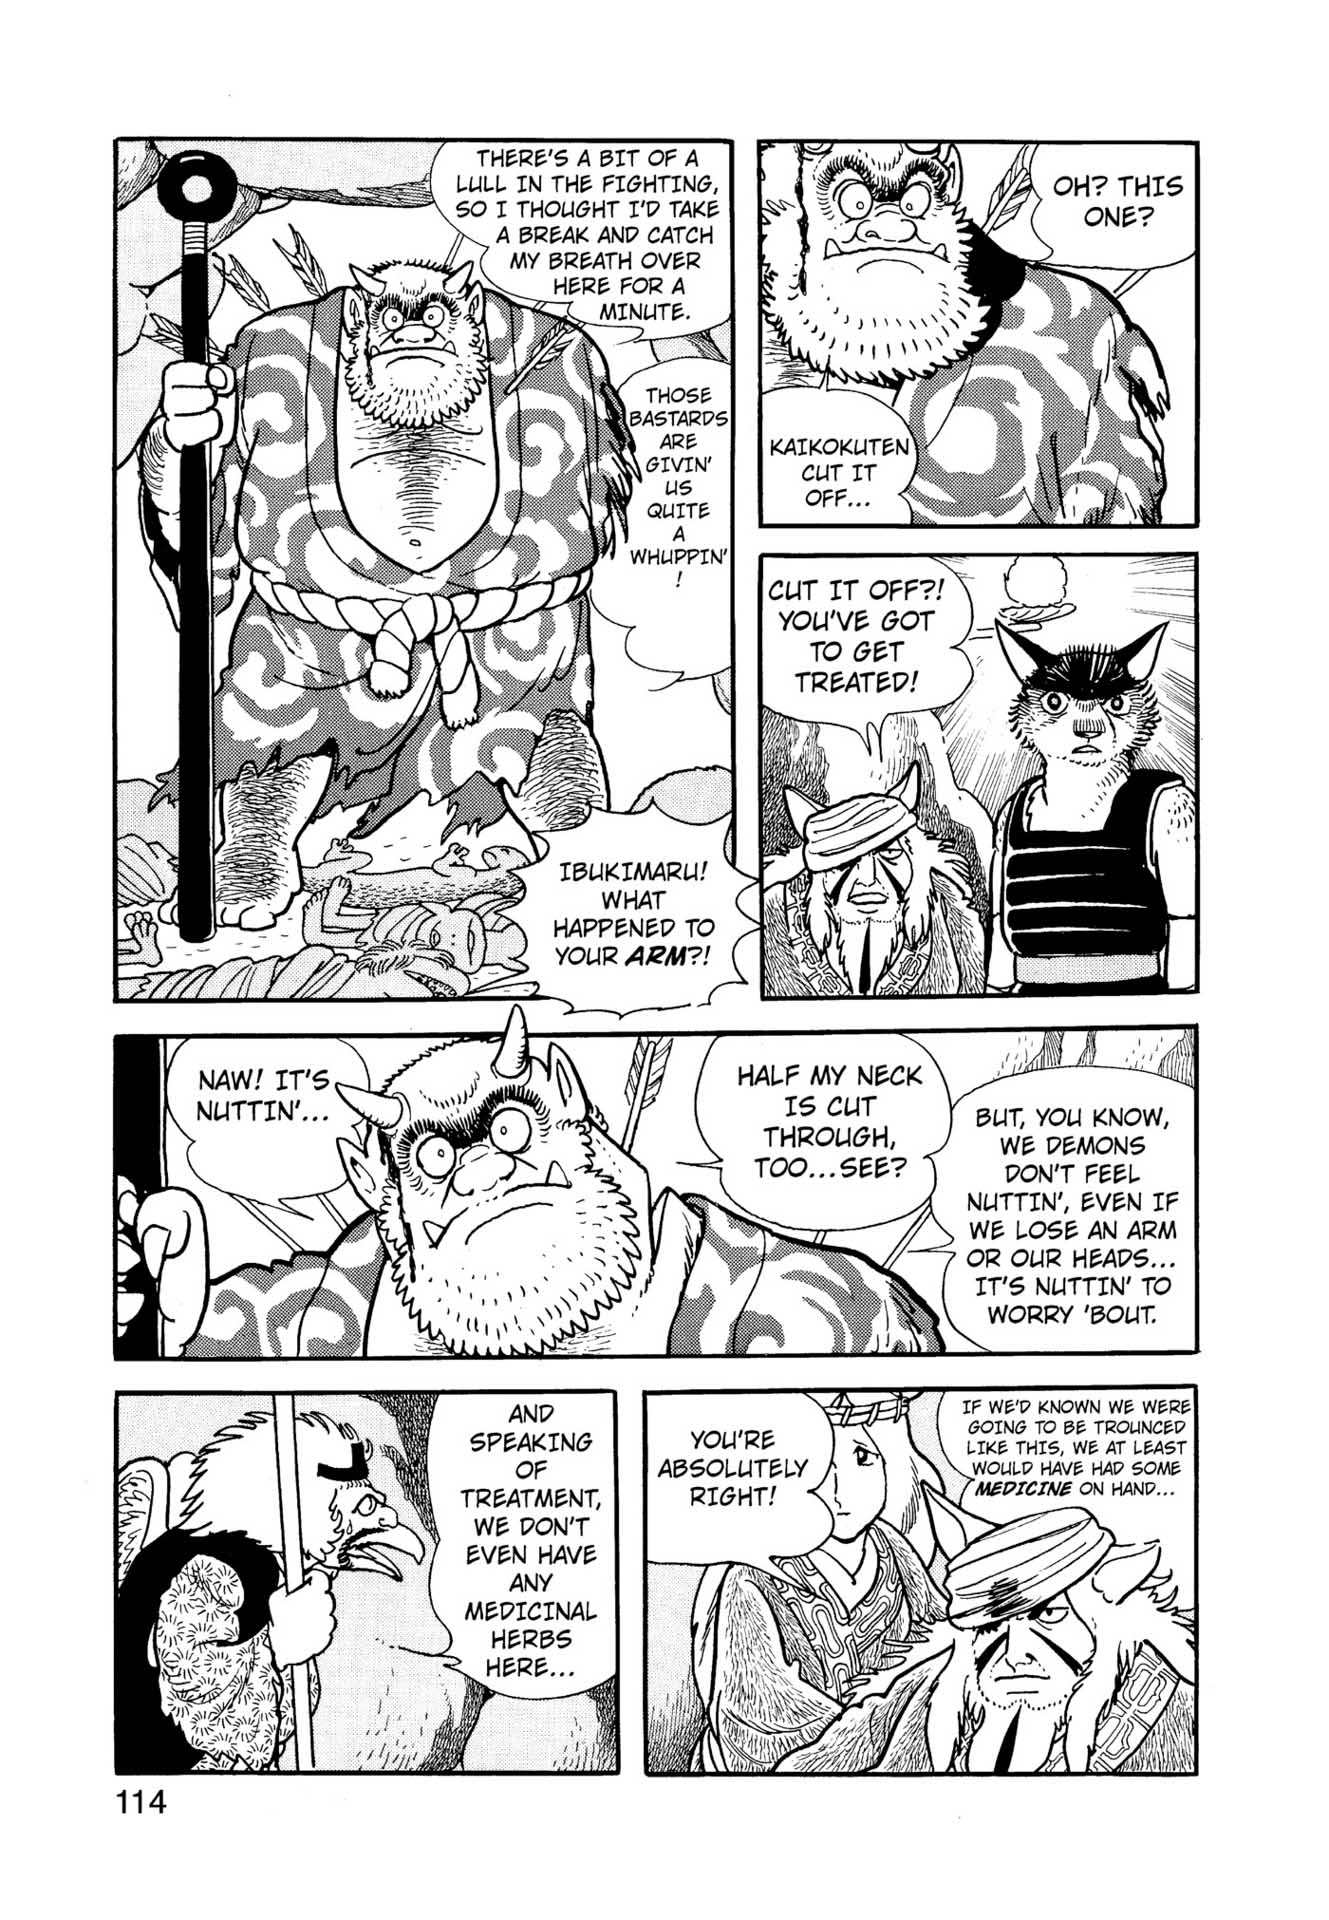 THERE'S A BIT OF A
LULL IN THE FIGHTING,
SO I THOUGHT I'D TAKE
A BREAK AND CATCH
MY BREATH OVER
HERE FOR A
MINUTE.
THOSE
BASTARDS
ARE
GIVIN'
US
QUITE
A
WHUPPIN'
!
IBUKIMARU!
WHAT
HAPPENED TO
YOUR ARM?!
OH? THIS
ONE?
KAIKOKUTEN
CUT IT
OFF...
CUT IT OFF?!
YOU'VE GOT
TO GET
TREATED!
NAW! IT'S
NUTTIN'...
HALF MY NECK
IS CUT
THROUGH,
TOO...SEE?
BUT, YOU KNOW,
WE DEMONS
DON'T FEEL
NUTTIN', EVEN IF
WE LOSE AN ARM
OR OUR HEADS...
IT'S NUTTIN' TO
WORRY 'BOUT.
AND
SPEAKING
OF
TREATMENT,
WE DON'T
EVEN HAVE
ANY
MEDICINAL
HERBS
HERE...
YOU'RE
ABSOLUTELY
RIGHT!
IF WE'D KNOWN WE WERE
GOING TO BE TROUNCED
LIKE THIS, WE AT LEAST
WOULD HAVE HAD SOME
MEDICINE ON HAND...
114